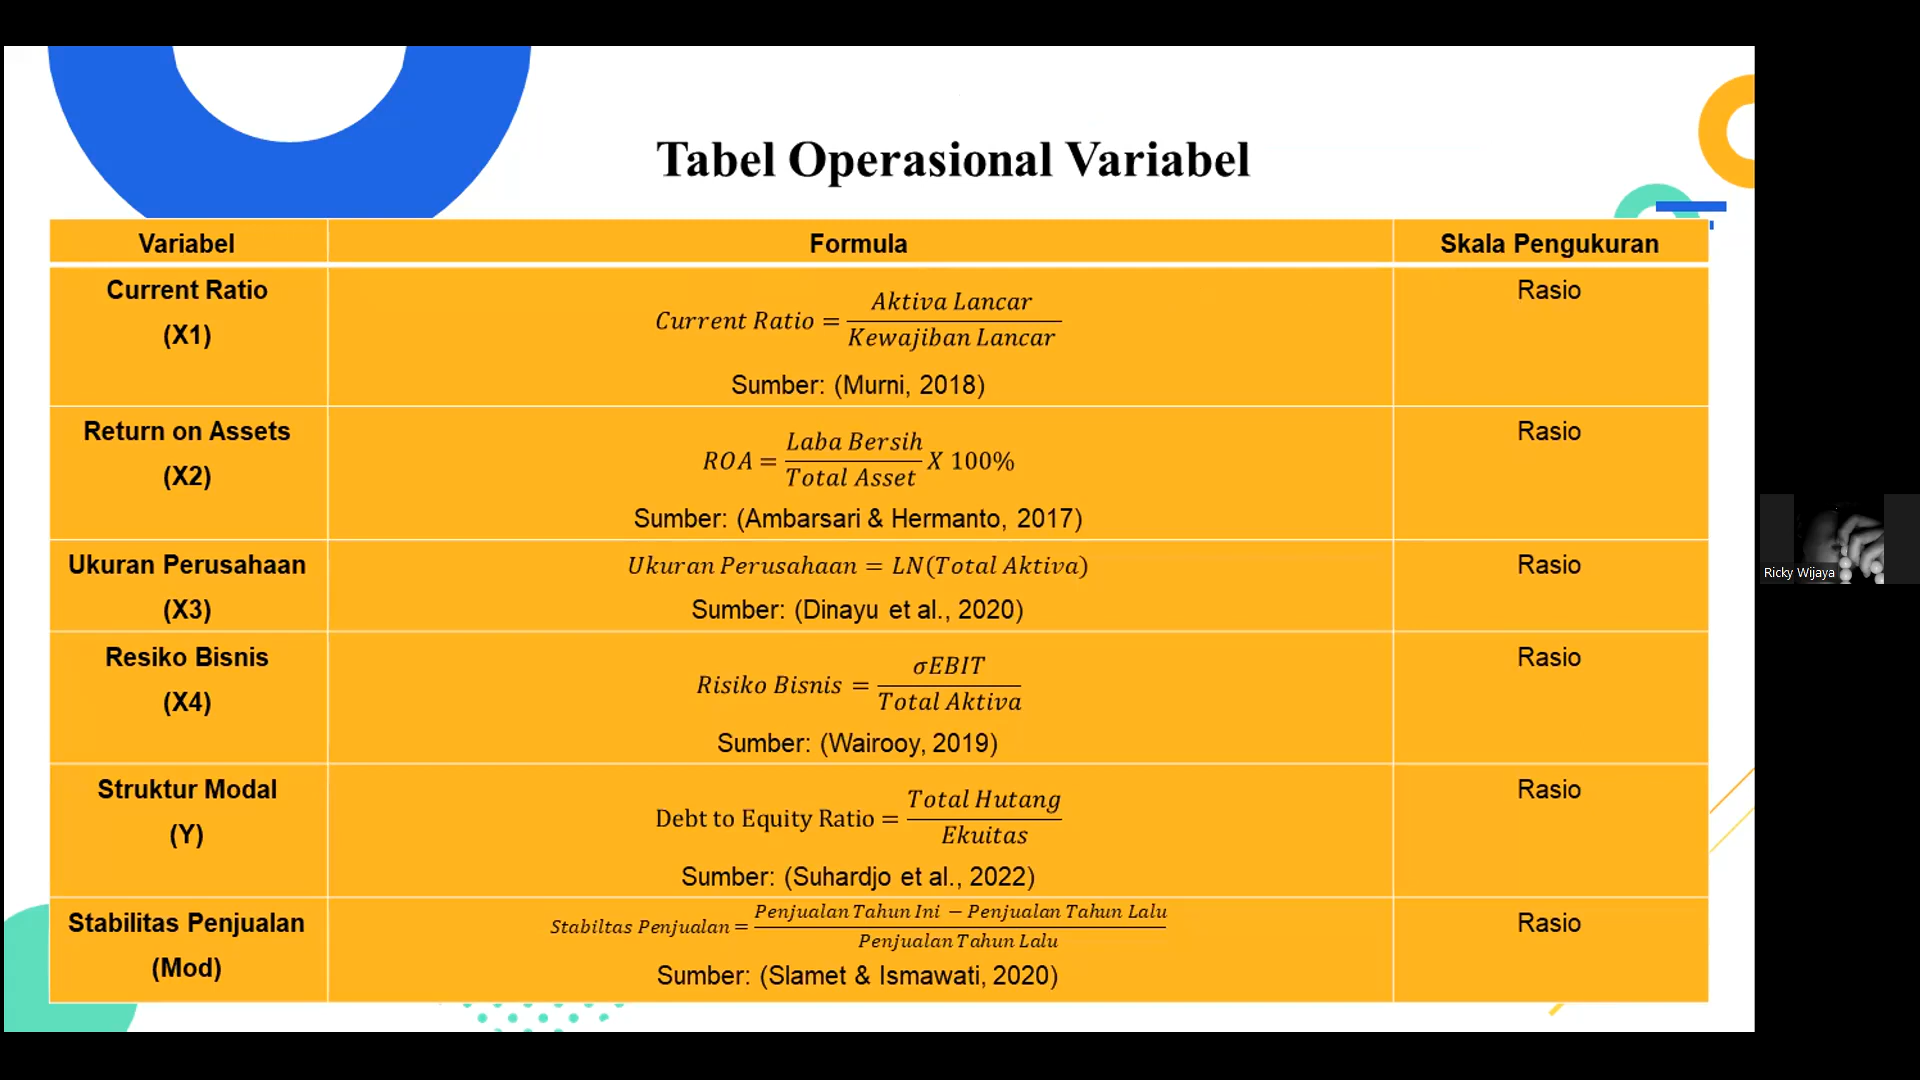 Tabel Operasional Variabel
Variabel Formula Skala Pengukuran
Current Ratio
(X1)
Current Ratio = Aktiva Lancar / Kewajiban Lancar
Sumber: (Murni, 2018)
Rasio
Return on Assets
(X2)
ROA = Laba Bersih / Total Asset X 100%
Sumber: (Ambarsari & Hermanto, 2017)
Rasio
Ukuran Perusahaan
(X3)
Ukuran Perusahaan = LN(Total Aktiva)
Sumber: (Dinayu et al., 2020)
Rasio
Resiko Bisnis
(X4)
Risiko Bisnis = σEBIT / Total Aktiva
Sumber: (Wairooy, 2019)
Rasio
Struktur Modal
(Y)
Debt to Equity Ratio = Total Hutang / Ekuitas
Sumber: (Suhardjo et al., 2022)
Rasio
Stabilitas Penjualan
(Mod)
Stabiltas Penjualan = Penjualan Tahun Ini − Penjualan Tahun Lalu / Penjualan Tahun Lalu
Sumber: (Slamet & Ismawati, 2020)
Rasio
Ricky Wijaya